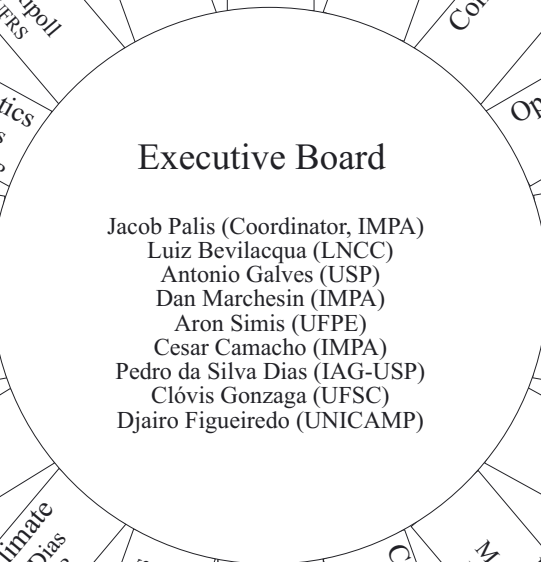 Executive Board
Jacob Palis (Coordinator, IMPA)
Luiz Bevilacqua (LNCC)
Antonio Galves (USP)
Dan Marchesin (IMPA)
Aron Simis (UFPE)
Cesar Camacho (IMPA)
Pedro da Silva Dias (IAG-USP)
Clóvis Gonzaga (UFSC)
Djairo Figueiredo (UNICAMP)
Dias